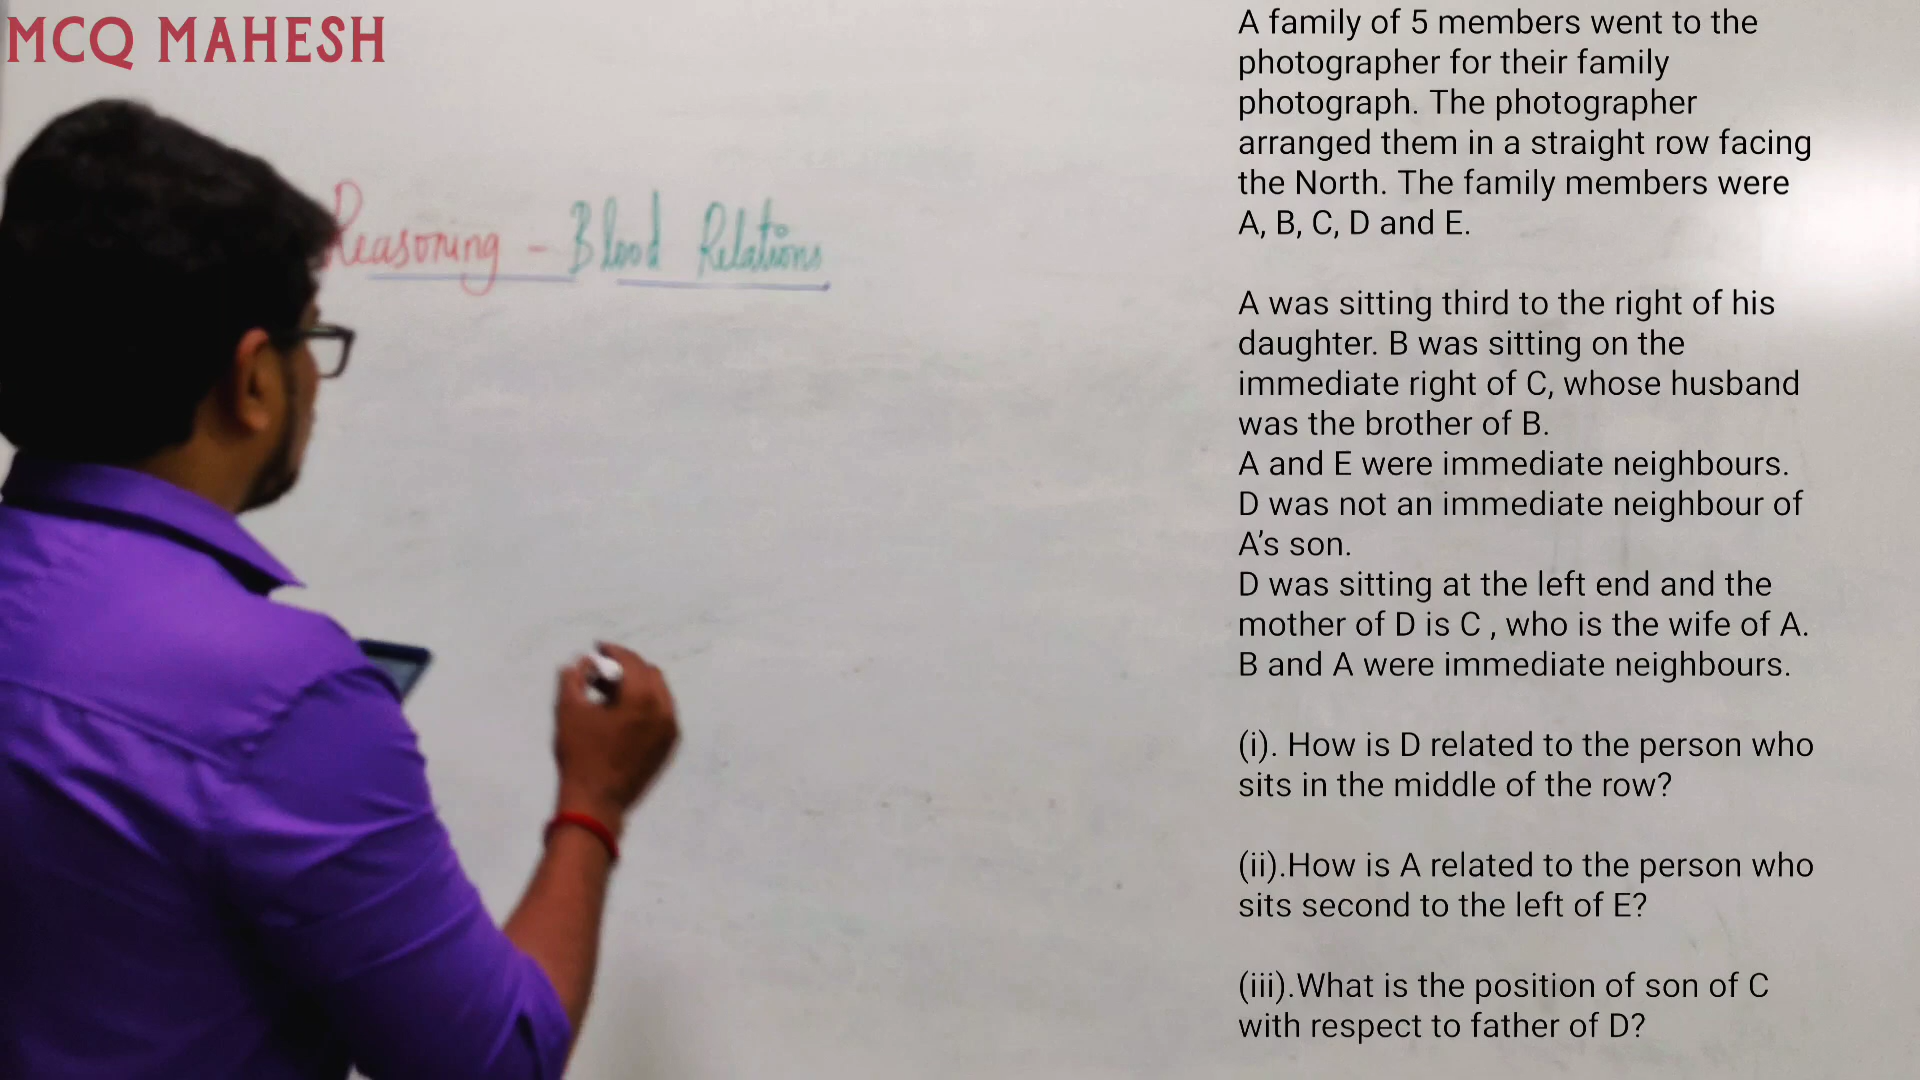 MCQ MAHESH
Reasoning - Blood Relations
A family of 5 members went to the
photographer for their family
photograph. The photographer
arranged them in a straight row facing
the North. The family members were
A, B, C, D and E.
A was sitting third to the right of his
daughter. B was sitting on the
immediate right of C, whose husband
was the brother of B.
A and E were immediate neighbours.
D was not an immediate neighbour of
A’s son.
D was sitting at the left end and the
mother of D is C , who is the wife of A.
B and A were immediate neighbours.
(i). How is D related to the person who
sits in the middle of the row?
(ii).How is A related to the person who
sits second to the left of E?
(iii).What is the position of son of C
with respect to father of D?